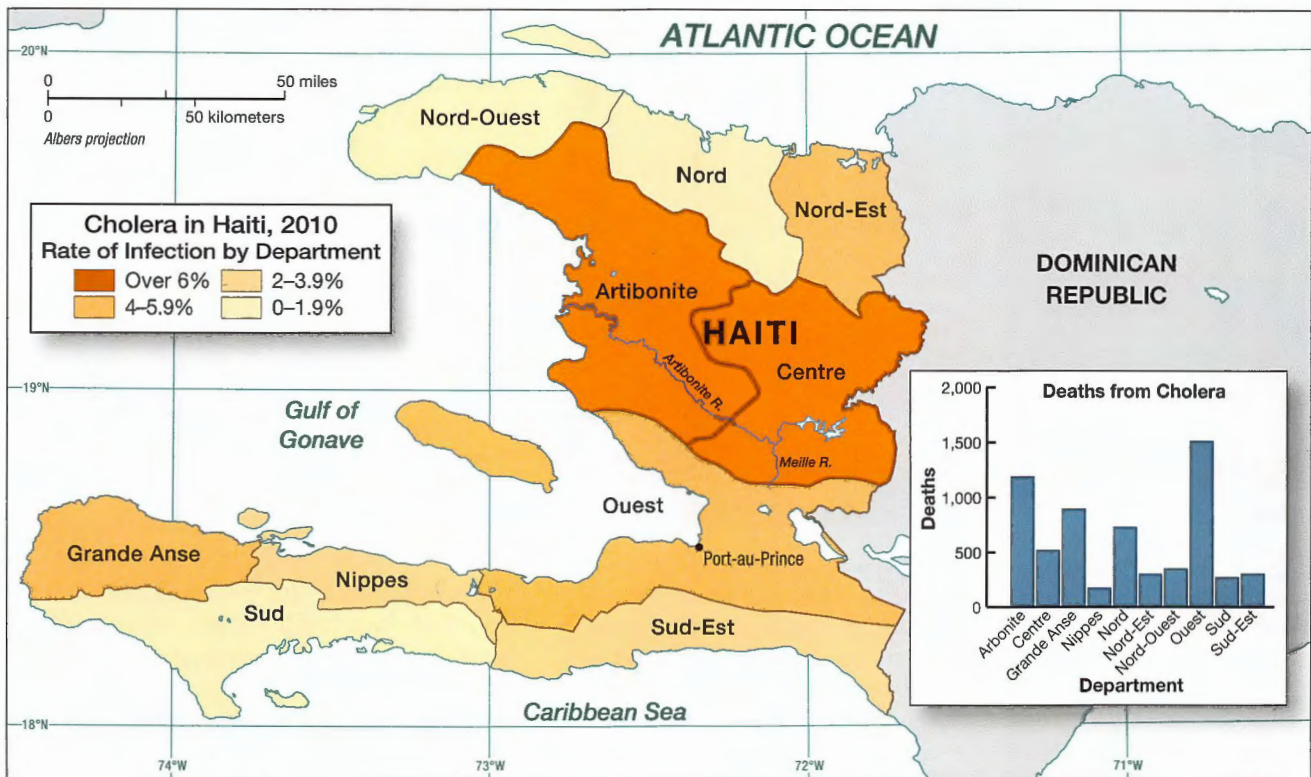 ATLANTIC OCEAN
20°N
0
50 miles
0
50 kilometers
Albers projection
Nord-Ouest
Nord
Nord-Est
Cholera in Haiti, 2010
Rate of Infection by Department
Over 6%
2–3.9%
4–5.9%
0–1.9%
DOMINICAN
REPUBLIC
Artibonite
HAITI
Centre
Artibonite R.
19°N
Gulf of
Gonave
Meille R.
Ouest
Port-au-Prince
Grande Anse
Nippes
Sud
Sud-Est
Deaths from Cholera
2,000
1,500
1,000
500
0
Deaths
Arbonite
Centre
Grande Anse
Nippes
Nord
Nord-Est
Nord-Ouest
Ouest
Sud
Sud-Est
Department
Caribbean Sea
18°N
74°W
73°W
72°W
71°W